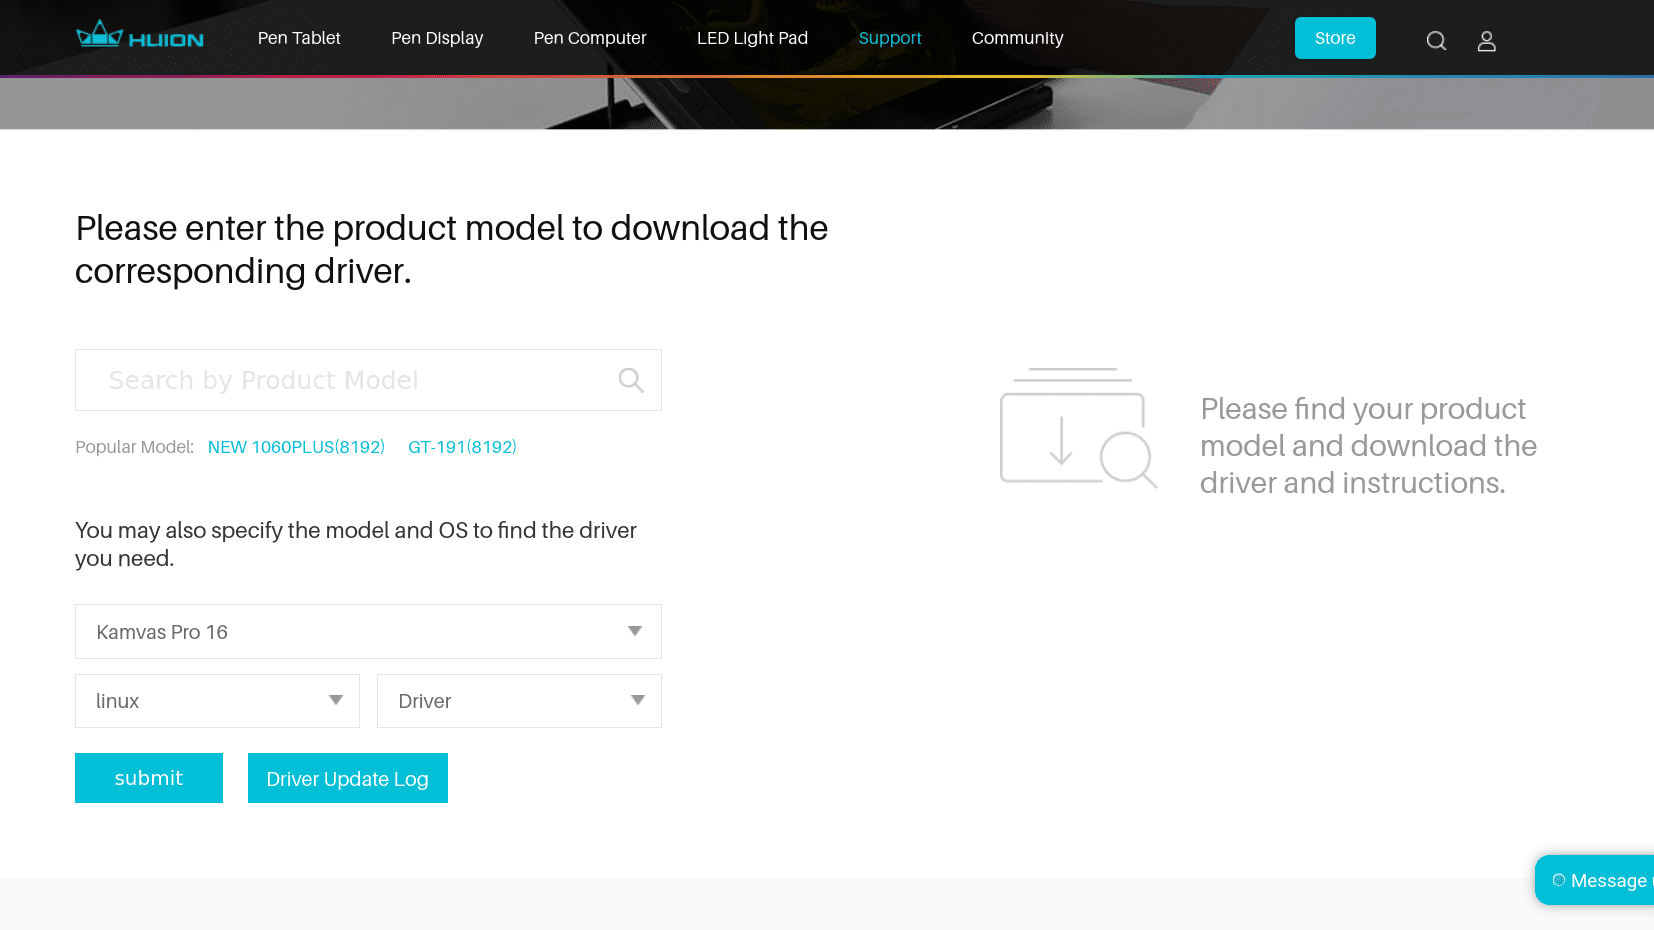 HUION
Pen Tablet
Pen Display
Pen Computer
LED Light Pad
Support
Community
Store
Please enter the product model to download the
corresponding driver.
Search by Product Model
Popular Model: NEW 1060PLUS(8192) GT-191(8192)
Please find your product
model and download the
driver and instructions.
You may also specify the model and OS to find the driver
you need.
Kamvas Pro 16
linux
Driver
submit
Driver Update Log
Message